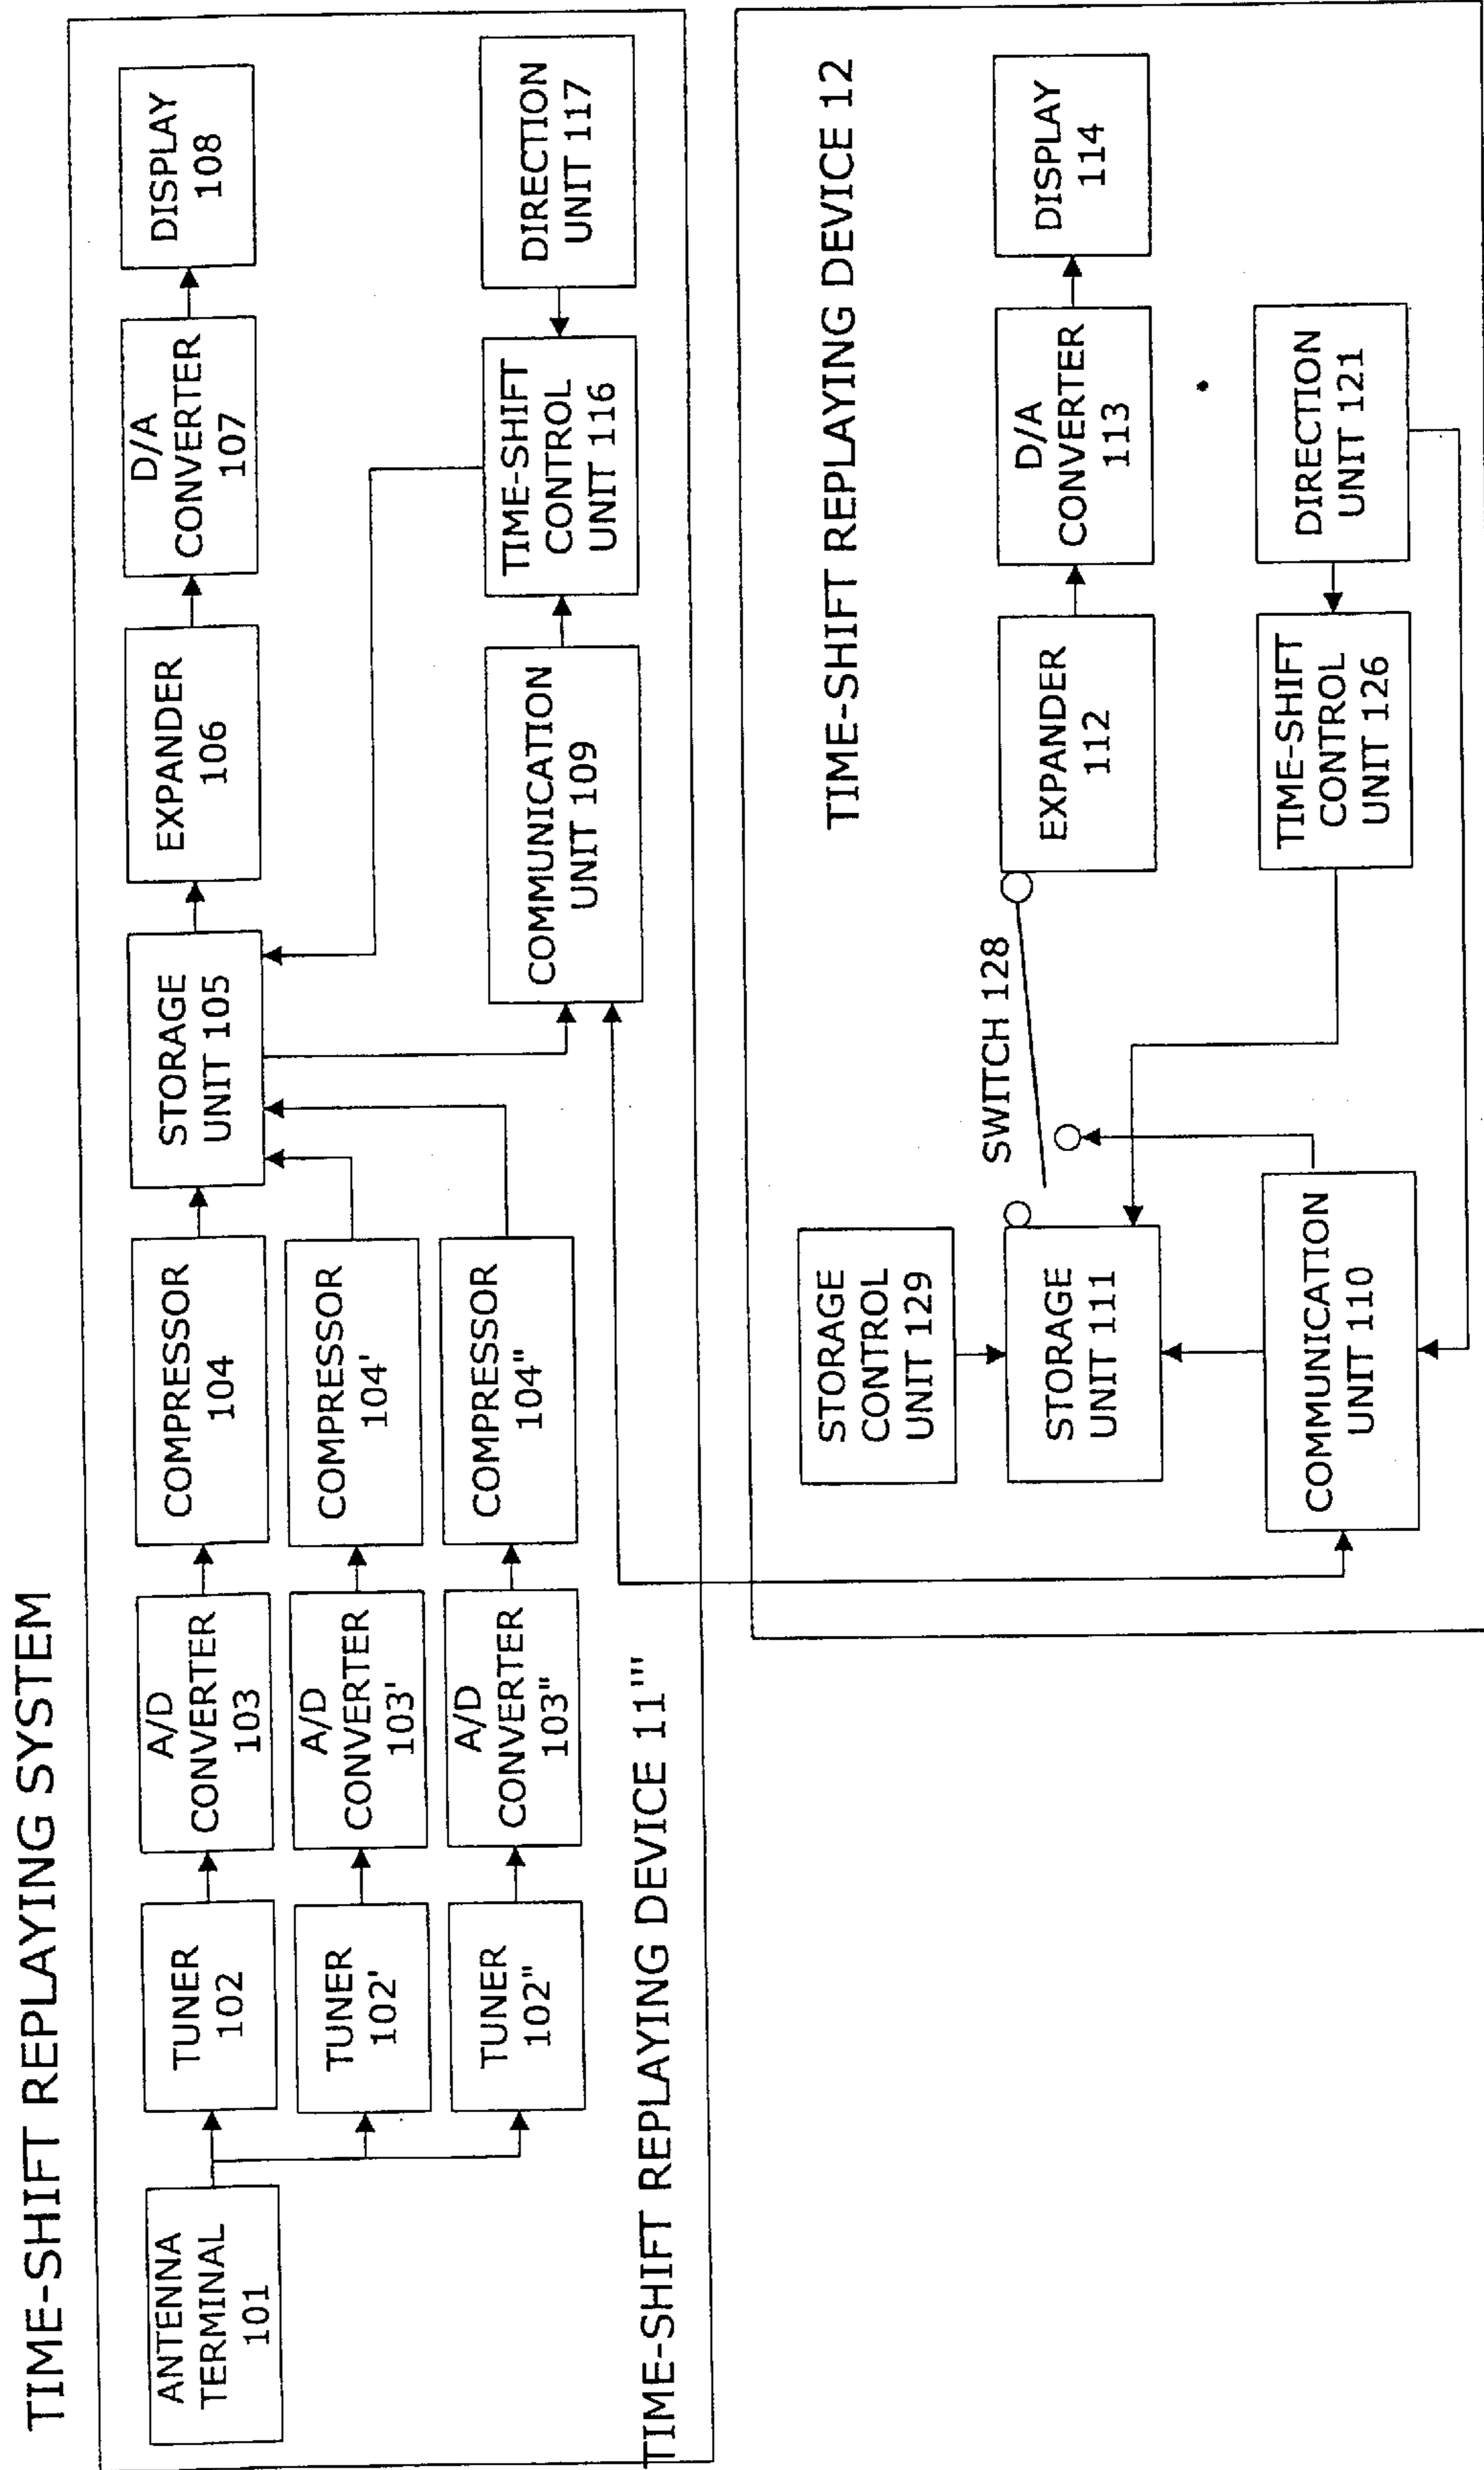 TIME-SHIFT REPLAYING SYSTEM
ANTENNA
TERMINAL
101
TUNER
102
A/D
CONVERTER
103
COMPRESSOR
104
STORAGE
UNIT 105
EXPANDER
106
D/A
CONVERTER
107
DISPLAY
108
TUNER
102'
A/D
CONVERTER
103'
COMPRESSOR
104'
TUNER
102"
A/D
CONVERTER
103"
COMPRESSOR
104"
COMMUNICATION
UNIT 109
TIME-SHIFT
CONTROL
UNIT 116
DIRECTION
UNIT 117
TIME-SHIFT REPLAYING DEVICE 11'''
TIME-SHIFT REPLAYING DEVICE 12
STORAGE
CONTROL
UNIT 129
SWITCH 128
STORAGE
UNIT 111
EXPANDER
112
D/A
CONVERTER
113
DISPLAY
114
COMMUNICATION
UNIT 110
TIME-SHIFT
CONTROL
UNIT 126
DIRECTION
UNIT 121